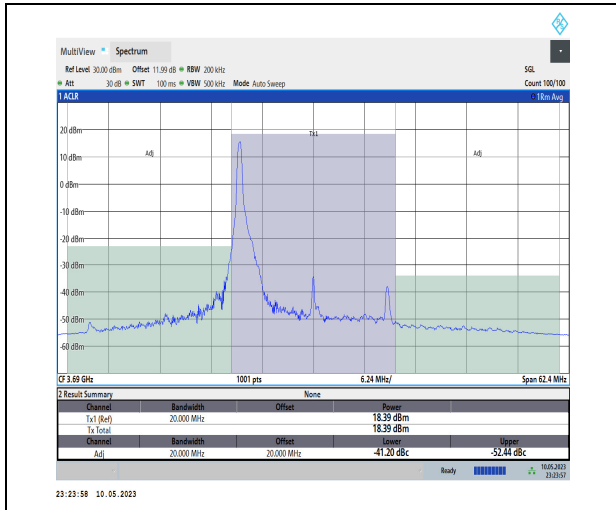 MultiView Spectrum
Ref Level 30.00 dBm Offset 11.99 dB RBW 200 kHz SGL
Att 30 dB SWT 100 ms VBW 500 kHz Mode Auto Sweep Count 100/100
1 ACLR 1Rm Avg
20 dBm
Tx1
10 dBm
Adj Adj
0 dBm
-10 dBm
-20 dBm
-30 dBm
-40 dBm
-50 dBm
-60 dBm
CF 3.69 GHz 1001 pts 6.24 MHz/ Span 62.4 MHz
2 Result Summary None
Channel Bandwidth Offset Power
Tx1 (Ref) 20.000 MHz 18.39 dBm
Tx Total 18.39 dBm
Channel Bandwidth Offset Lower Upper
Adj 20.000 MHz 20.000 MHz -41.20 dBc -52.44 dBc
Ready 10.05.2023
23:23:57
23:23:58 10.05.2023